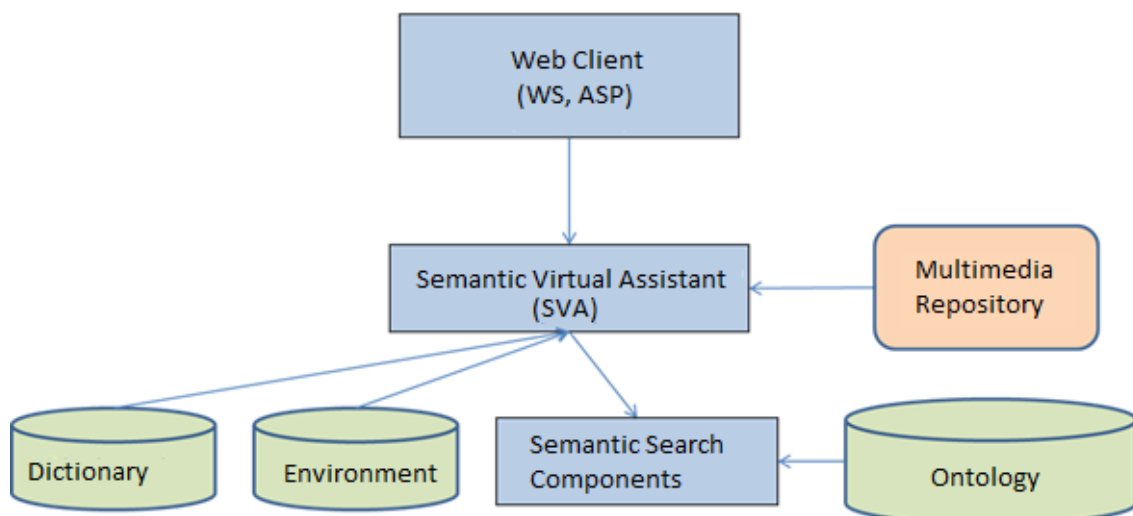 Web Client
(WS, ASP)
Semantic Virtual Assistant
(SVA)
Multimedia
Repository
Dictionary
Environment
Semantic Search
Components
Ontology